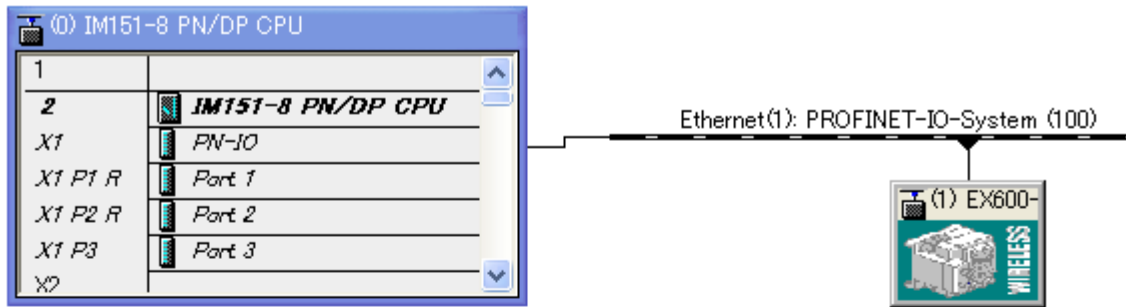 (0) IM151-8 PN/DP CPU
1
2 IM151-8 PN/DP CPU
X1 PN-IO
X1 P1 R Port 1
X1 P2 R Port 2
X1 P3 Port 3
X2
Ethernet(1): PROFINET-IO-System (100)
(1) EX600-
WIRELESS